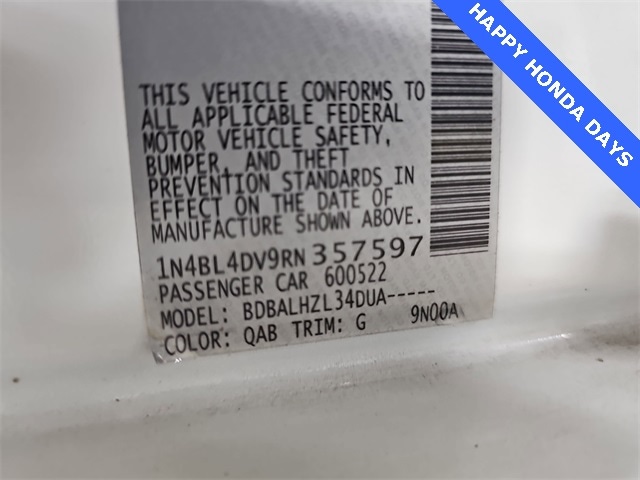 THIS VEHICLE CONFORMS TO
ALL APPLICABLE FEDERAL
MOTOR VEHICLE SAFETY,
BUMPER, AND THEFT
PREVENTION STANDARDS IN
EFFECT ON THE DATE OF
MANUFACTURE SHOWN ABOVE.
1N4BL4DV9RN357597
PASSENGER CAR 600522
MODEL: BDBALHZL34DUA-----
COLOR: QAB TRIM: G 9N00A
HAPPY HONDA DAYS